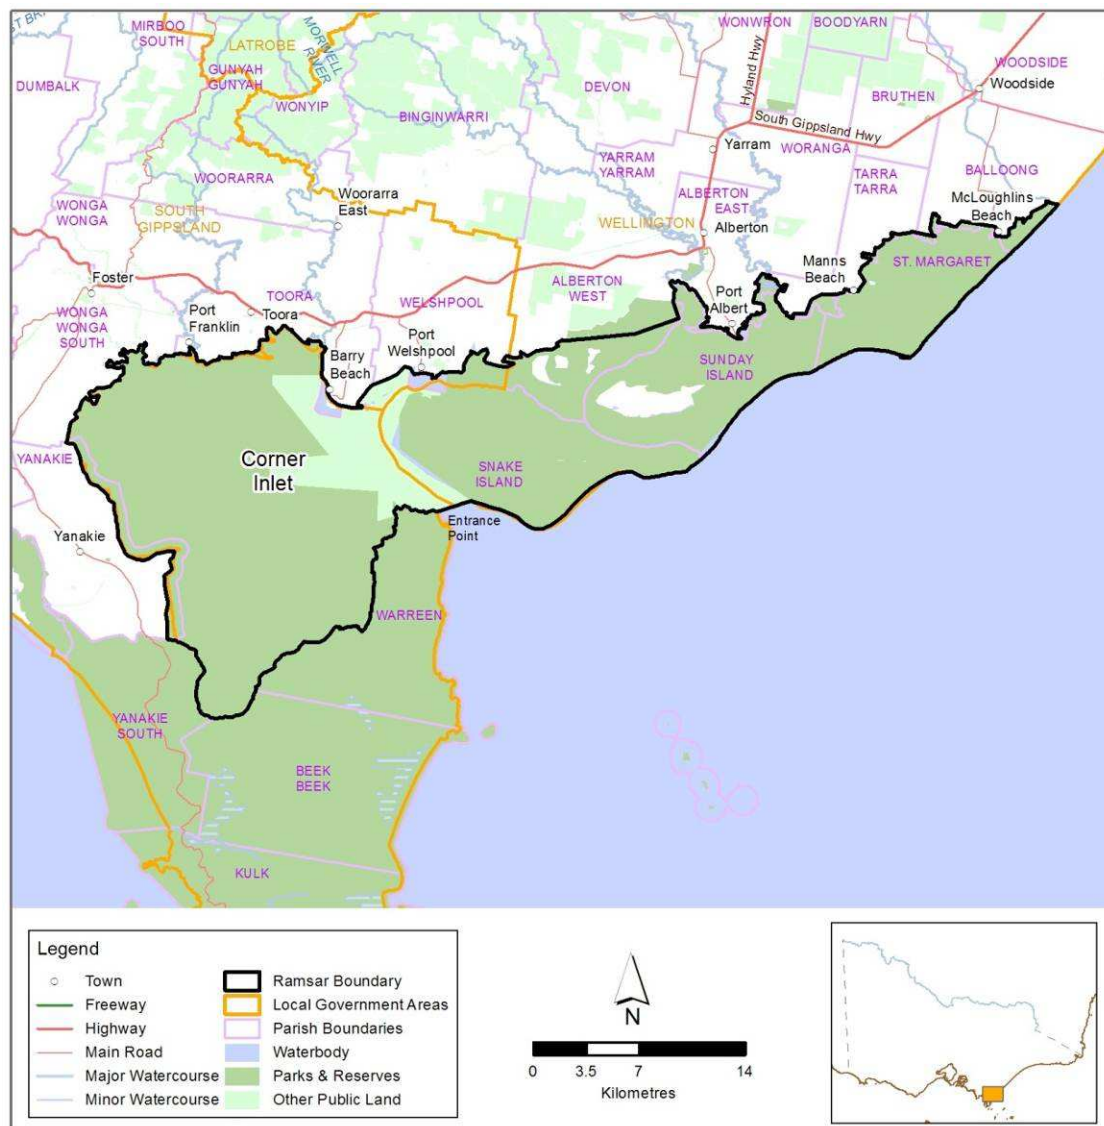 ST BR
MIRBOO
SOUTH
LATROBE
MORWELL
RIVER
WONWRON
BOODYARN
DUMBALK
GUNYAH
GUNYAH
WONYIP
BINGINWARRI
DEVON
Hyland Hwy
WOODSIDE
Woodside
BRUTHEN
South Gippsland Hwy
WORANGA
Yarram
YARRAM
YARRAM
TARRA
TARRA
BALLOONG
WOORARRA
WONGA
WONGA
SOUTH
GIPPSLAND
Woorarra
East
ALBERTON
EAST
WELLINGTON
Alberton
McLoughlins
Beach
Manns
Beach
ST. MARGARET
Foster
TOORA
Toora
WELSHPOOL
ALBERTON
WEST
WONGA
WONGA
SOUTH
Port
Franklin
Port
Albert
Port
Welshpool
Barry
Beach
SUNDAY
ISLAND
YANAKIE
Corner
Inlet
SNAKE
ISLAND
Entrance
Point
Yanakie
WARREEN
YANAKIE
SOUTH
BEEK
BEEK
KULK
Legend
Town
Freeway
Highway
Main Road
Major Watercourse
Minor Watercourse
Ramsar Boundary
Local Government Areas
Parish Boundaries
Waterbody
Parks & Reserves
Other Public Land
N
0 3.5 7 14
Kilometres